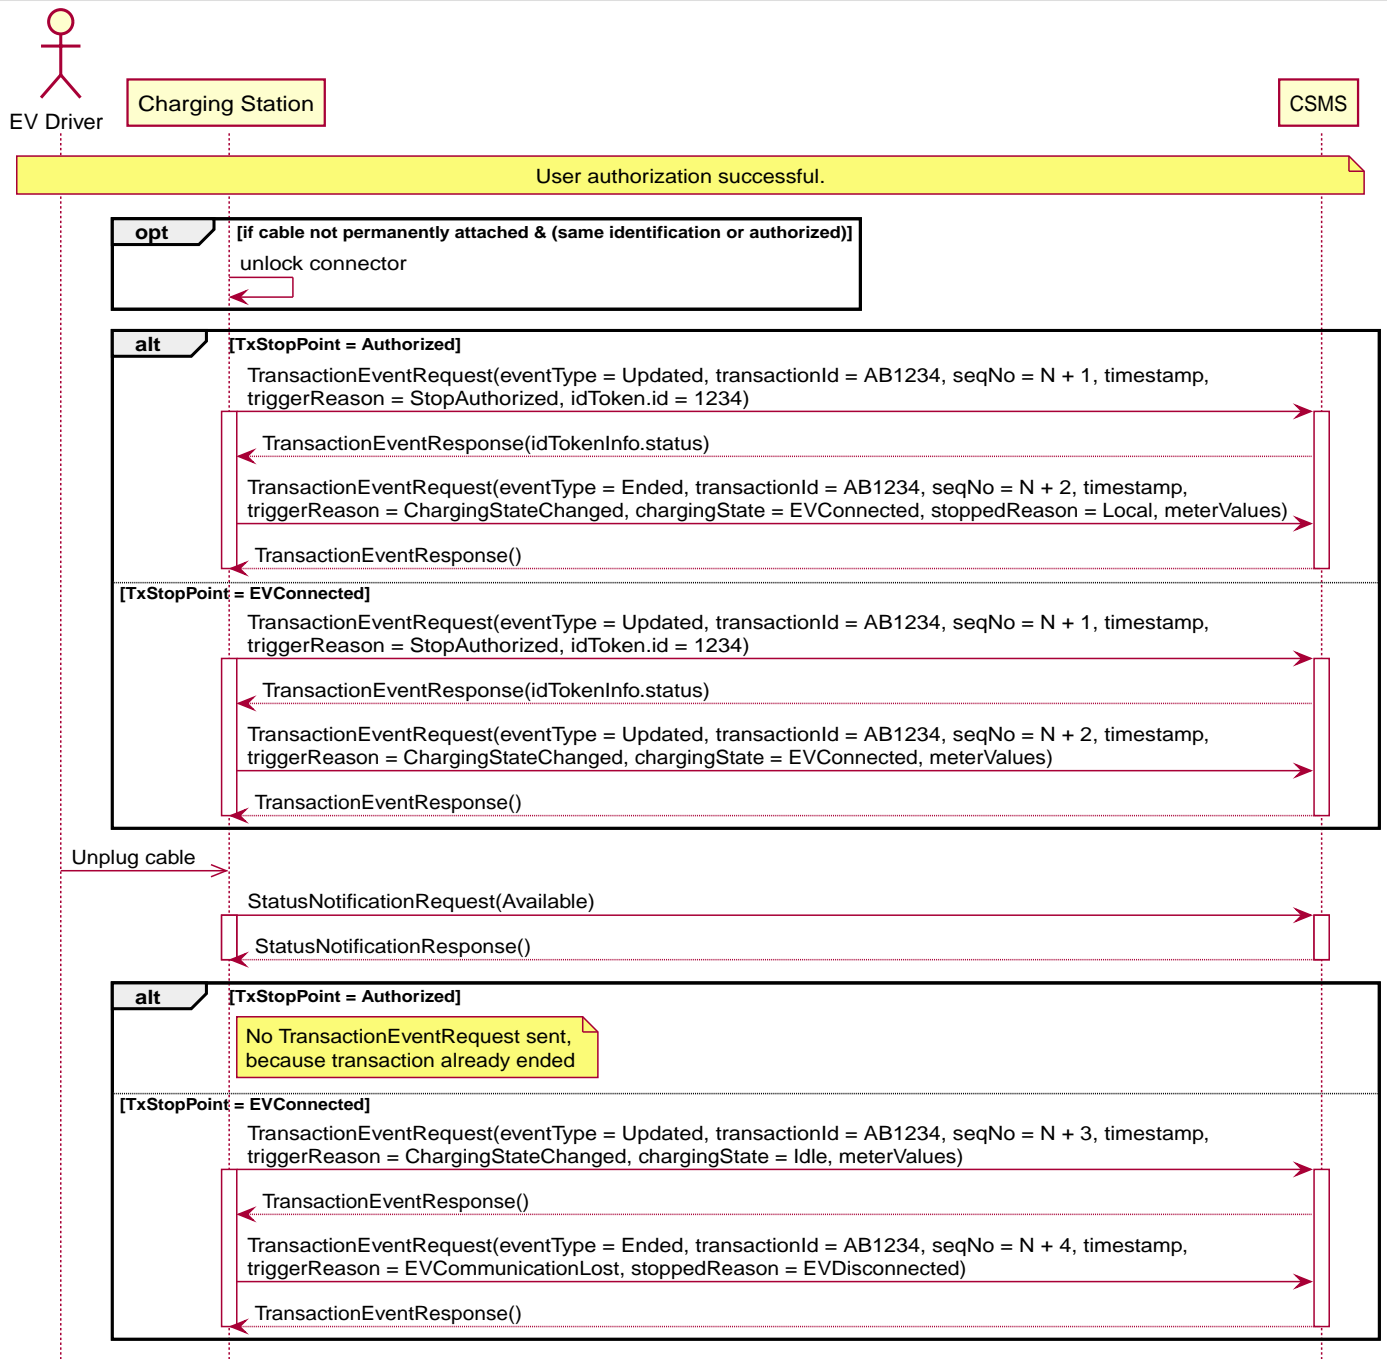 EV Driver
Charging Station
CSMS
User authorization successful.
opt
[if cable not permanently attached & (same identification or authorized)]
unlock connector
alt
[TxStopPoint = Authorized]
TransactionEventRequest(eventType = Updated, transactionId = AB1234, seqNo = N + 1, timestamp,
triggerReason = StopAuthorized, idToken.id = 1234)
TransactionEventResponse(idTokenInfo.status)
TransactionEventRequest(eventType = Ended, transactionId = AB1234, seqNo = N + 2, timestamp,
triggerReason = ChargingStateChanged, chargingState = EVConnected, stoppedReason = Local, meterValues)
TransactionEventResponse()
[TxStopPoint = EVConnected]
TransactionEventRequest(eventType = Updated, transactionId = AB1234, seqNo = N + 1, timestamp,
triggerReason = StopAuthorized, idToken.id = 1234)
TransactionEventResponse(idTokenInfo.status)
TransactionEventRequest(eventType = Updated, transactionId = AB1234, seqNo = N + 2, timestamp,
triggerReason = ChargingStateChanged, chargingState = EVConnected, meterValues)
TransactionEventResponse()
Unplug cable
StatusNotificationRequest(Available)
StatusNotificationResponse()
alt
[TxStopPoint = Authorized]
No TransactionEventRequest sent,
because transaction already ended
[TxStopPoint = EVConnected]
TransactionEventRequest(eventType = Updated, transactionId = AB1234, seqNo = N + 3, timestamp,
triggerReason = ChargingStateChanged, chargingState = Idle, meterValues)
TransactionEventResponse()
TransactionEventRequest(eventType = Ended, transactionId = AB1234, seqNo = N + 4, timestamp,
triggerReason = EVCommunicationLost, stoppedReason = EVDisconnected)
TransactionEventResponse()